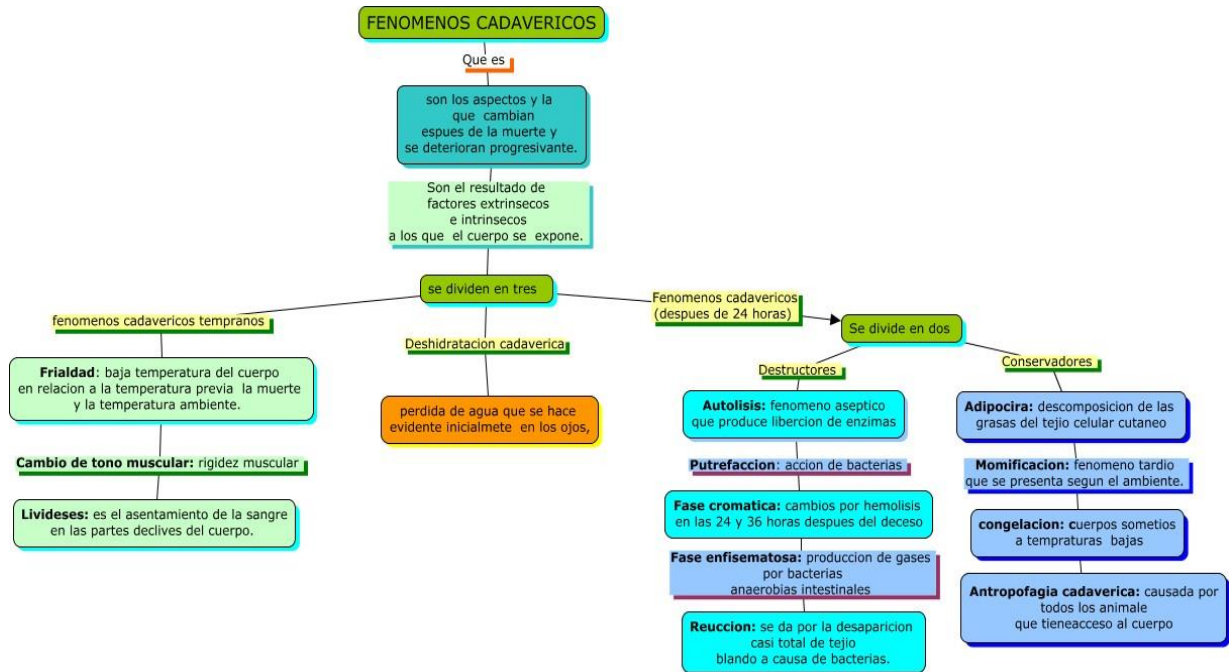 FENOMENOS CADAVERICOS
Que es
son los aspectos y la
que cambian
espues de la muerte y
se deterioran progresivante.
Son el resultado de
factores extrinsecos
e intrinsecos
a los que el cuerpo se expone.
se dividen en tres
fenomenos cadavericos tempranos
Frialdad: baja temperatura del cuerpo
en relacion a la temperatura previa la muerte
y la temperatura ambiente.
Cambio de tono muscular: rigidez muscular
Livideses: es el asentamiento de la sangre
en las partes declives del cuerpo.
Deshidratacion cadaverica
perdida de agua que se hace
evidente inicialmete en los ojos,
Fenomenos cadavericos
(despues de 24 horas)
Se divide en dos
Destructores
Autolisis: fenomeno aseptico
que produce libercion de enzimas
Putrefaccion: accion de bacterias
Fase cromatica: cambios por hemolisis
en las 24 y 36 horas despues del deceso
Fase enfisematosa: produccion de gases
por bacterias
anaerobias intestinales
Reuccion: se da por la desaparicion
casi total de tejio
blando a causa de bacterias.
Conservadores
Adipocira: descomposicion de las
grasas del tejio celular cutaneo
Momificacion: fenomeno tardio
que se presenta segun el ambiente.
congelacion: cuerpos sometios
a tempraturas bajas
Antropofagia cadaverica: causada por
todos los animale
que tieneacceso al cuerpo